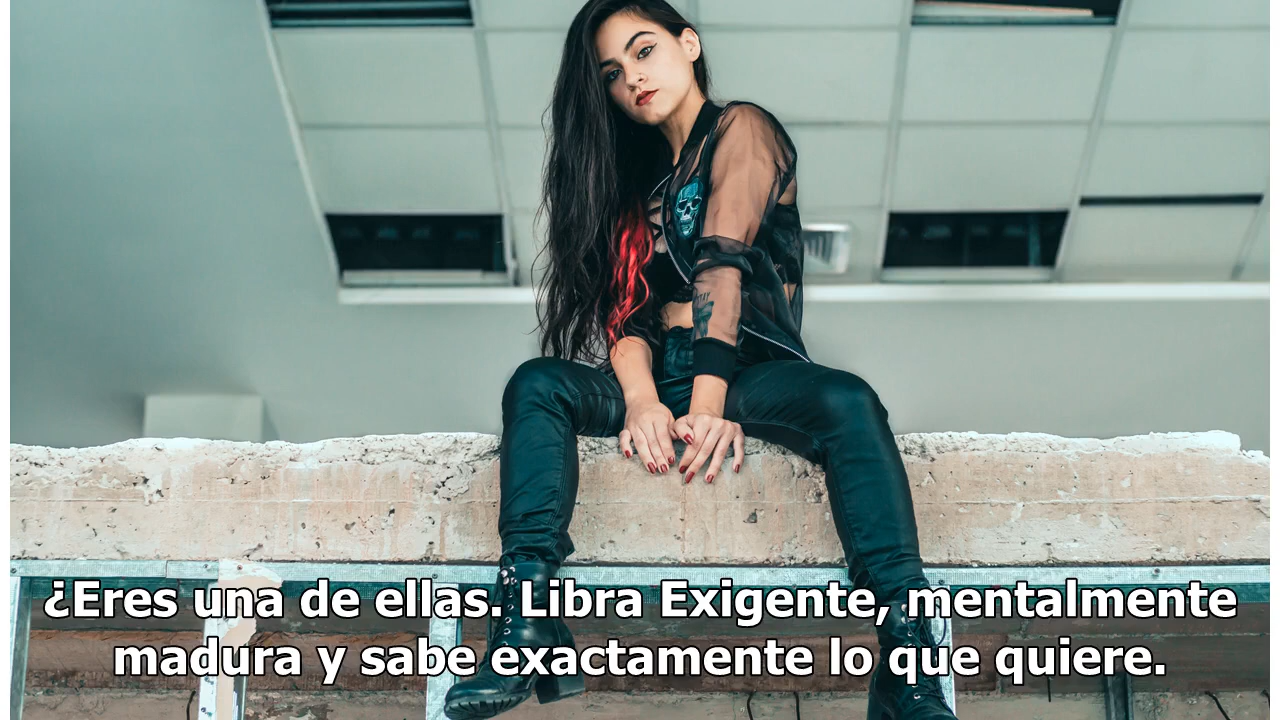 ¿Eres una de ellas. Libra Exigente, mentalmente
madura y sabe exactamente lo que quiere.